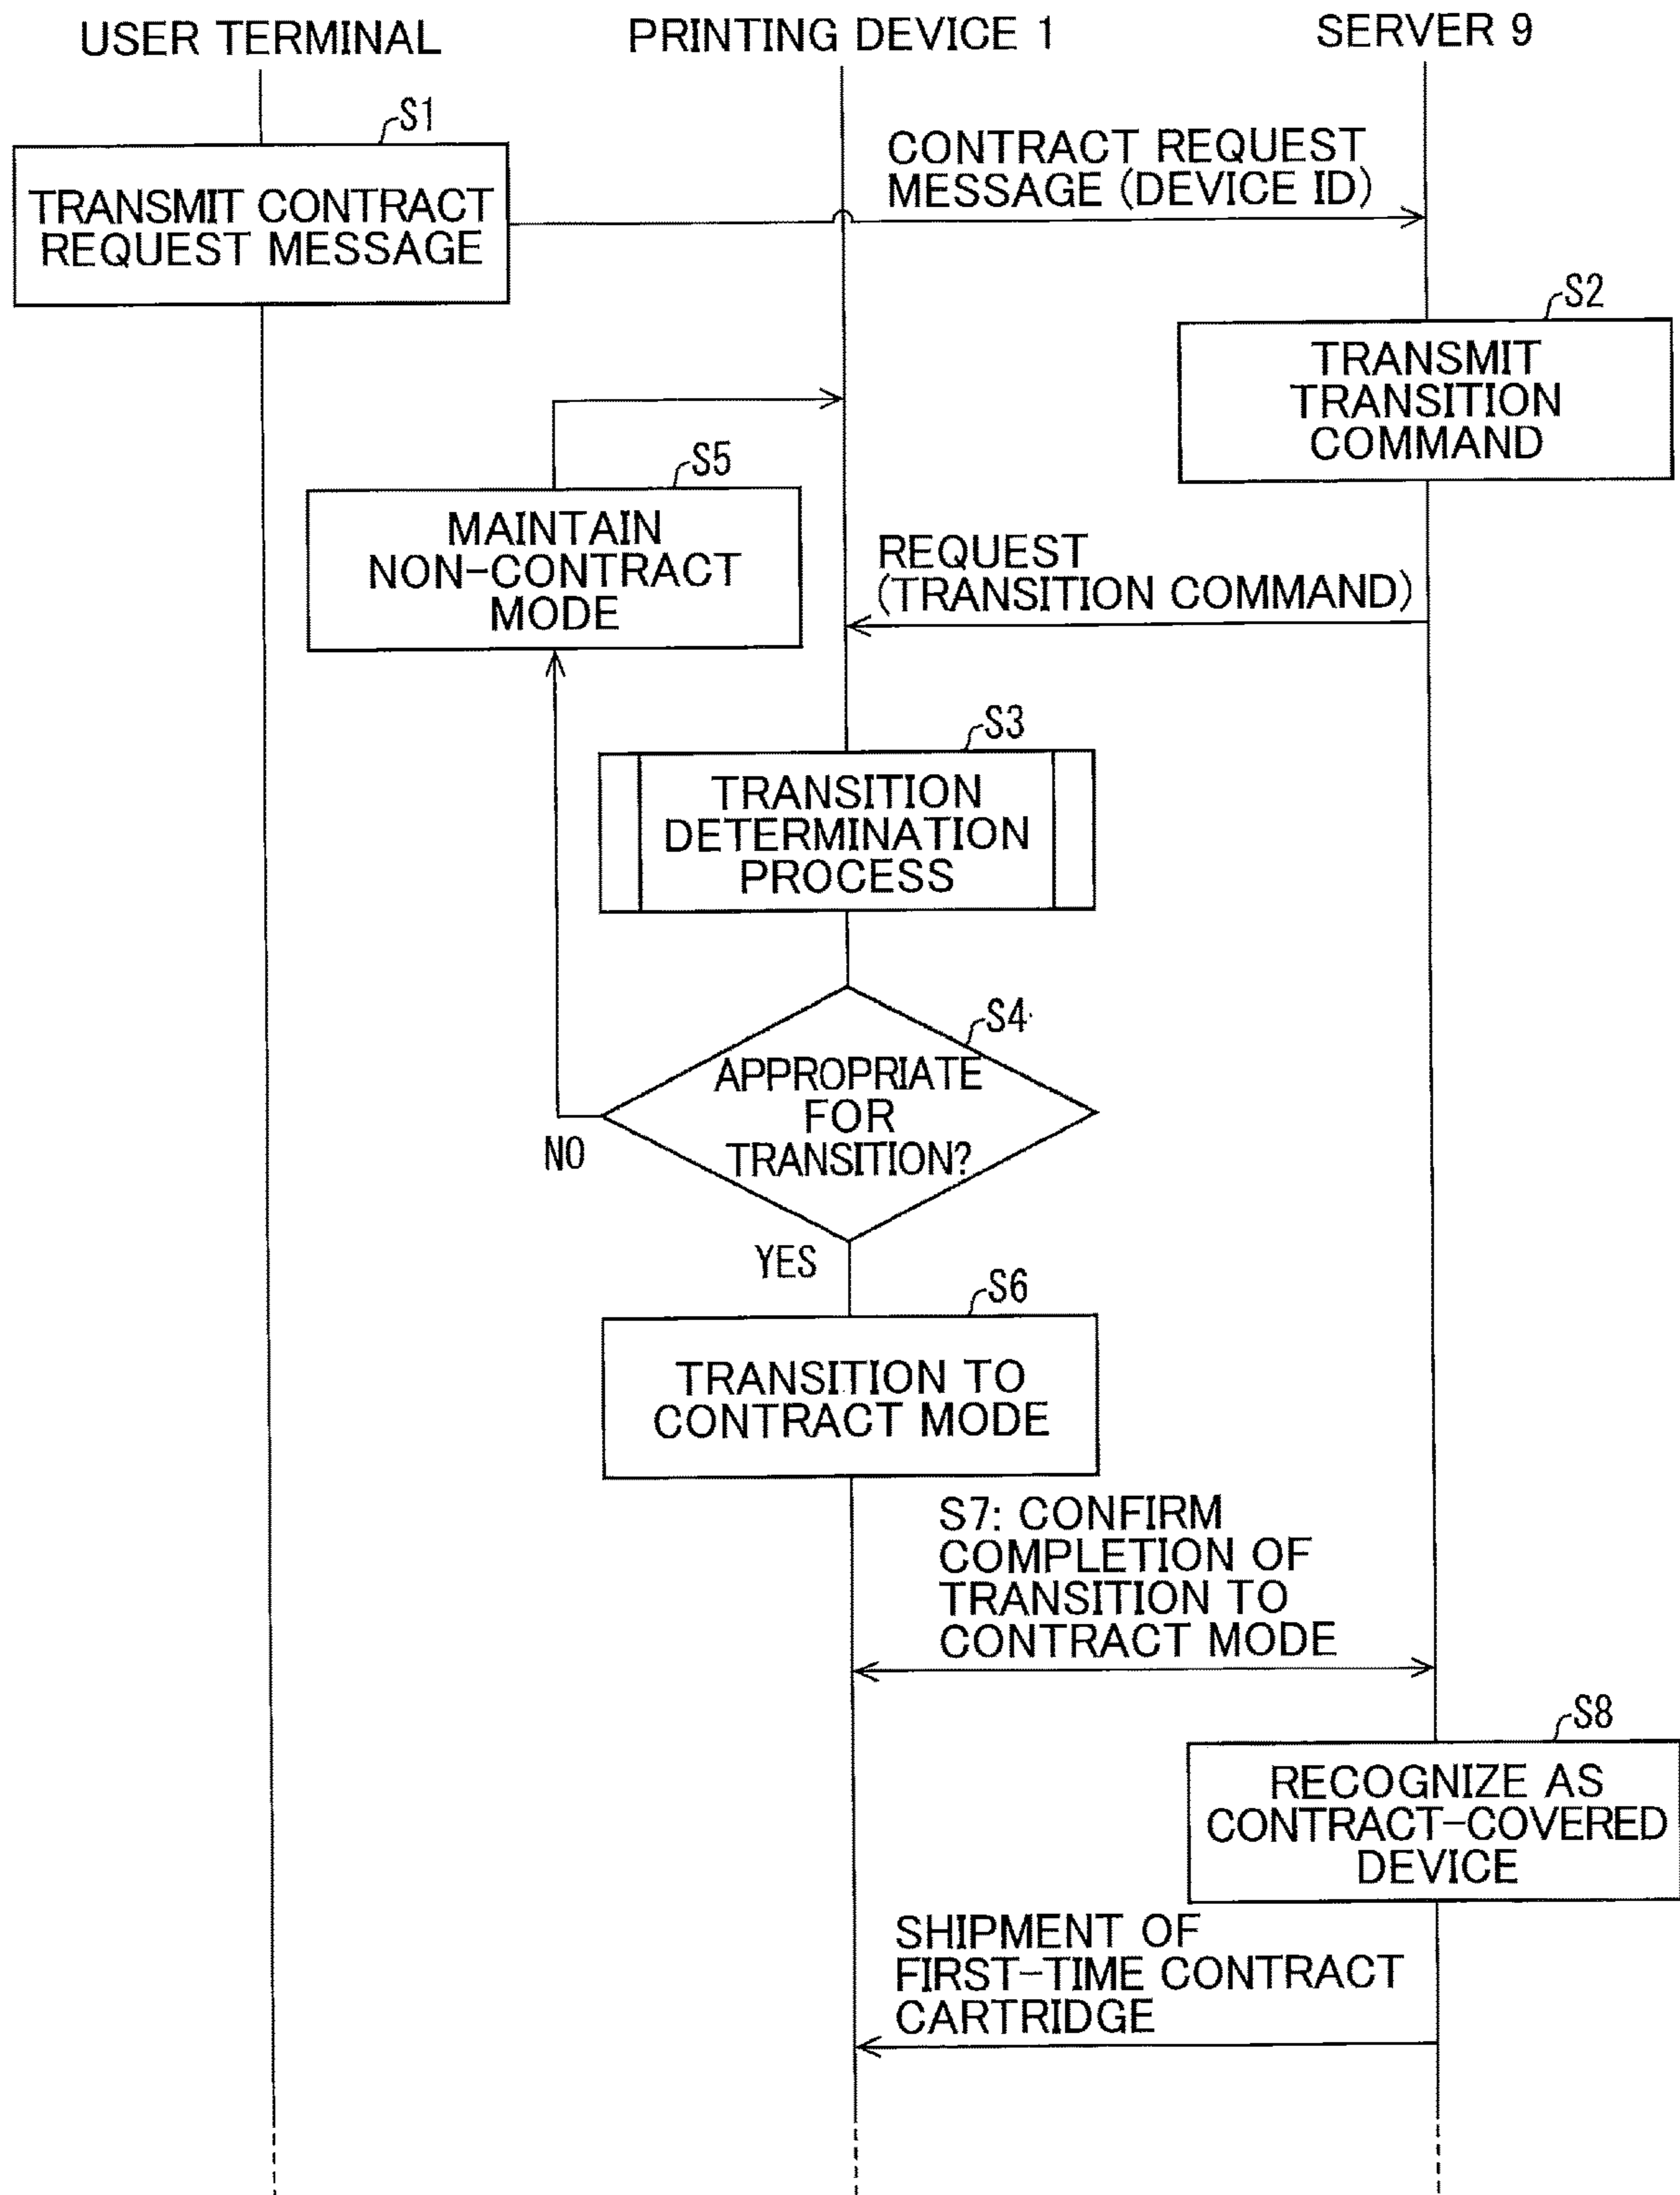 USER TERMINAL
PRINTING DEVICE 1
SERVER 9
S1
TRANSMIT CONTRACT
REQUEST MESSAGE
CONTRACT REQUEST
MESSAGE (DEVICE ID)
S2
TRANSMIT
TRANSITION
COMMAND
S5
MAINTAIN
NON-CONTRACT
MODE
REQUEST
(TRANSITION COMMAND)
S3
TRANSITION
DETERMINATION
PROCESS
S4
APPROPRIATE
FOR
TRANSITION?
NO
YES
S6
TRANSITION TO
CONTRACT MODE
S7: CONFIRM
COMPLETION OF
TRANSITION TO
CONTRACT MODE
S8
RECOGNIZE AS
CONTRACT-COVERED
DEVICE
SHIPMENT OF
FIRST-TIME CONTRACT
CARTRIDGE